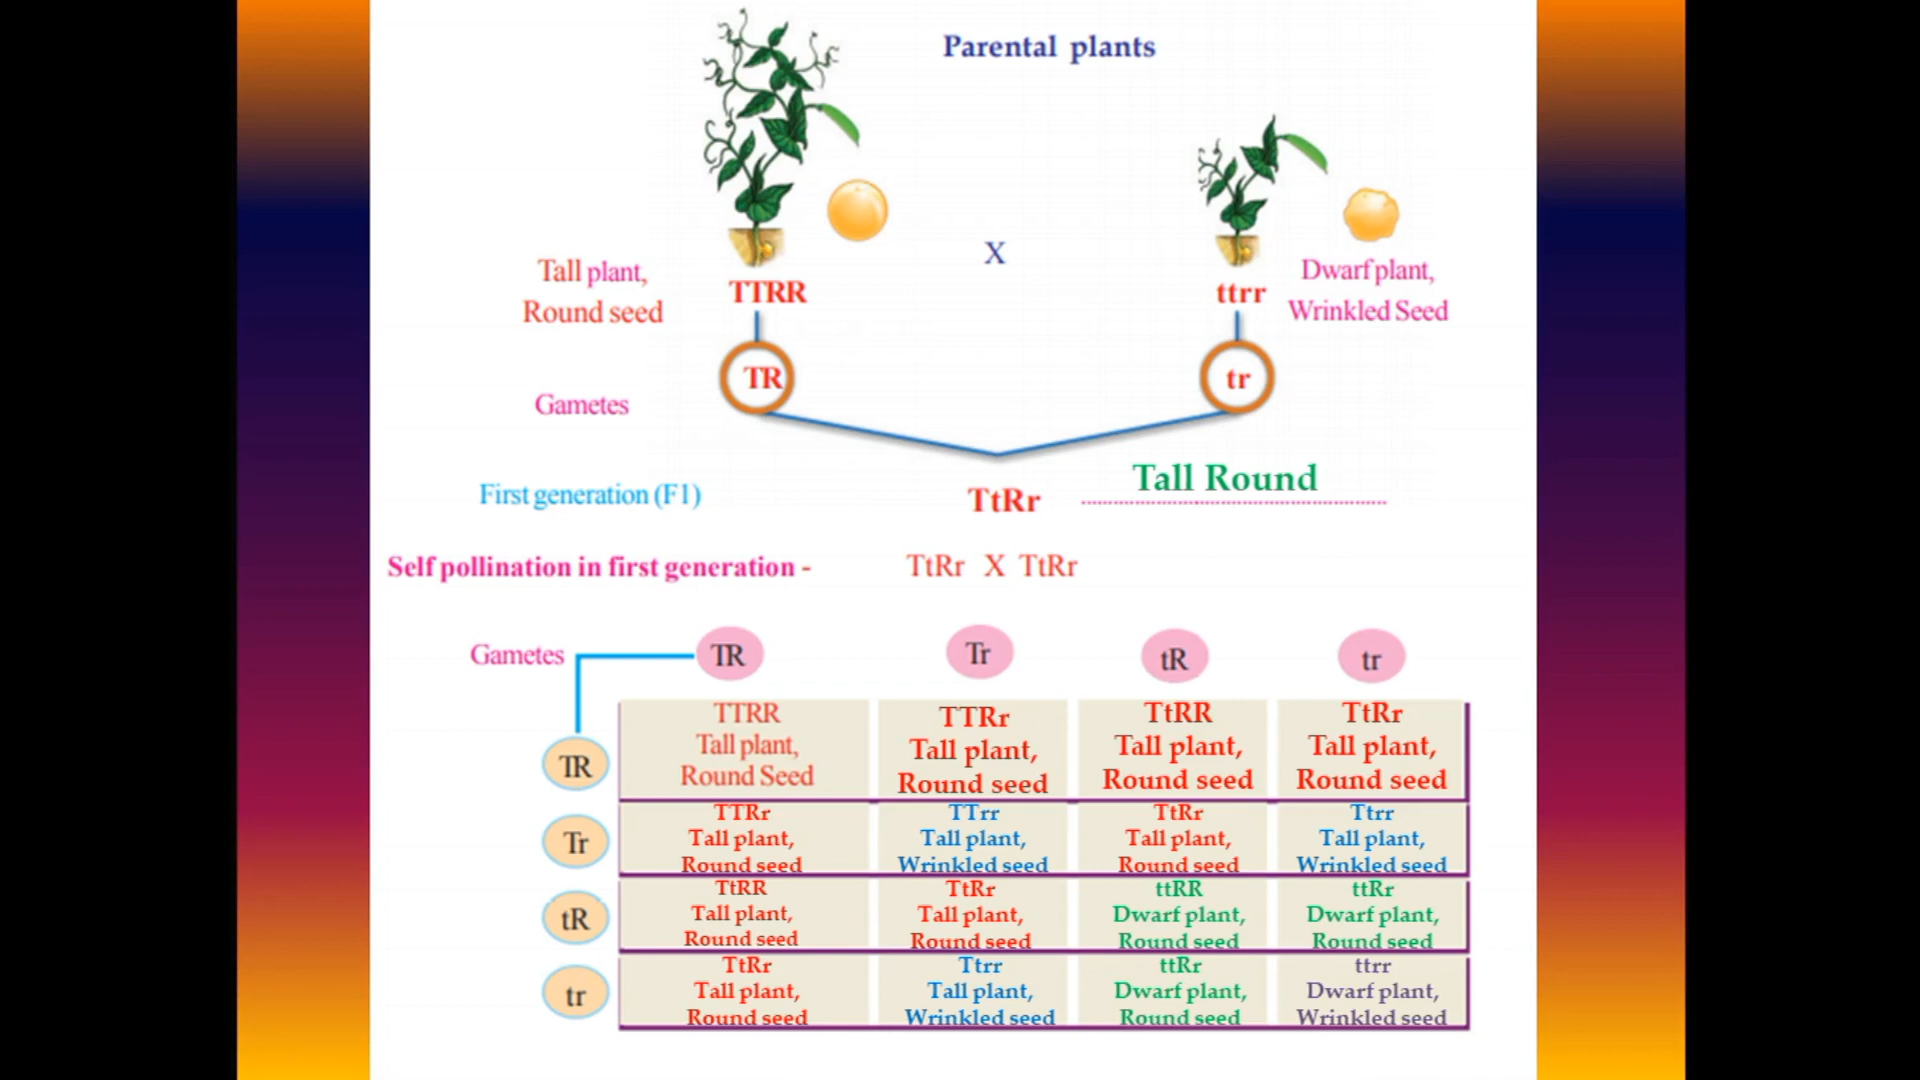 Parental plants
X
Tall plant,
Round seed
TTRR
ttrr
Dwarf plant,
Wrinkled Seed
Gametes
TR
tr
First generation (F1)
TtRr
Tall Round
Self pollination in first generation -
TtRr X TtRr
Gametes
TR
Tr
tR
tr
TR
TTRR
Tall plant,
Round Seed
TTRr
Tall plant,
Round seed
TtRR
Tall plant,
Round seed
TtRr
Tall plant,
Round seed
Tr
TTRr
Tall plant,
Round seed
TTrr
Tall plant,
Wrinkled seed
TtRr
Tall plant,
Round seed
Ttrr
Tall plant,
Wrinkled seed
tR
TtRR
Tall plant,
Round seed
TtRr
Tall plant,
Round seed
ttRR
Dwarf plant,
Round seed
ttRr
Dwarf plant,
Round seed
tr
TtRr
Tall plant,
Round seed
Ttrr
Tall plant,
Wrinkled seed
ttRr
Dwarf plant,
Round seed
ttrr
Dwarf plant,
Wrinkled seed